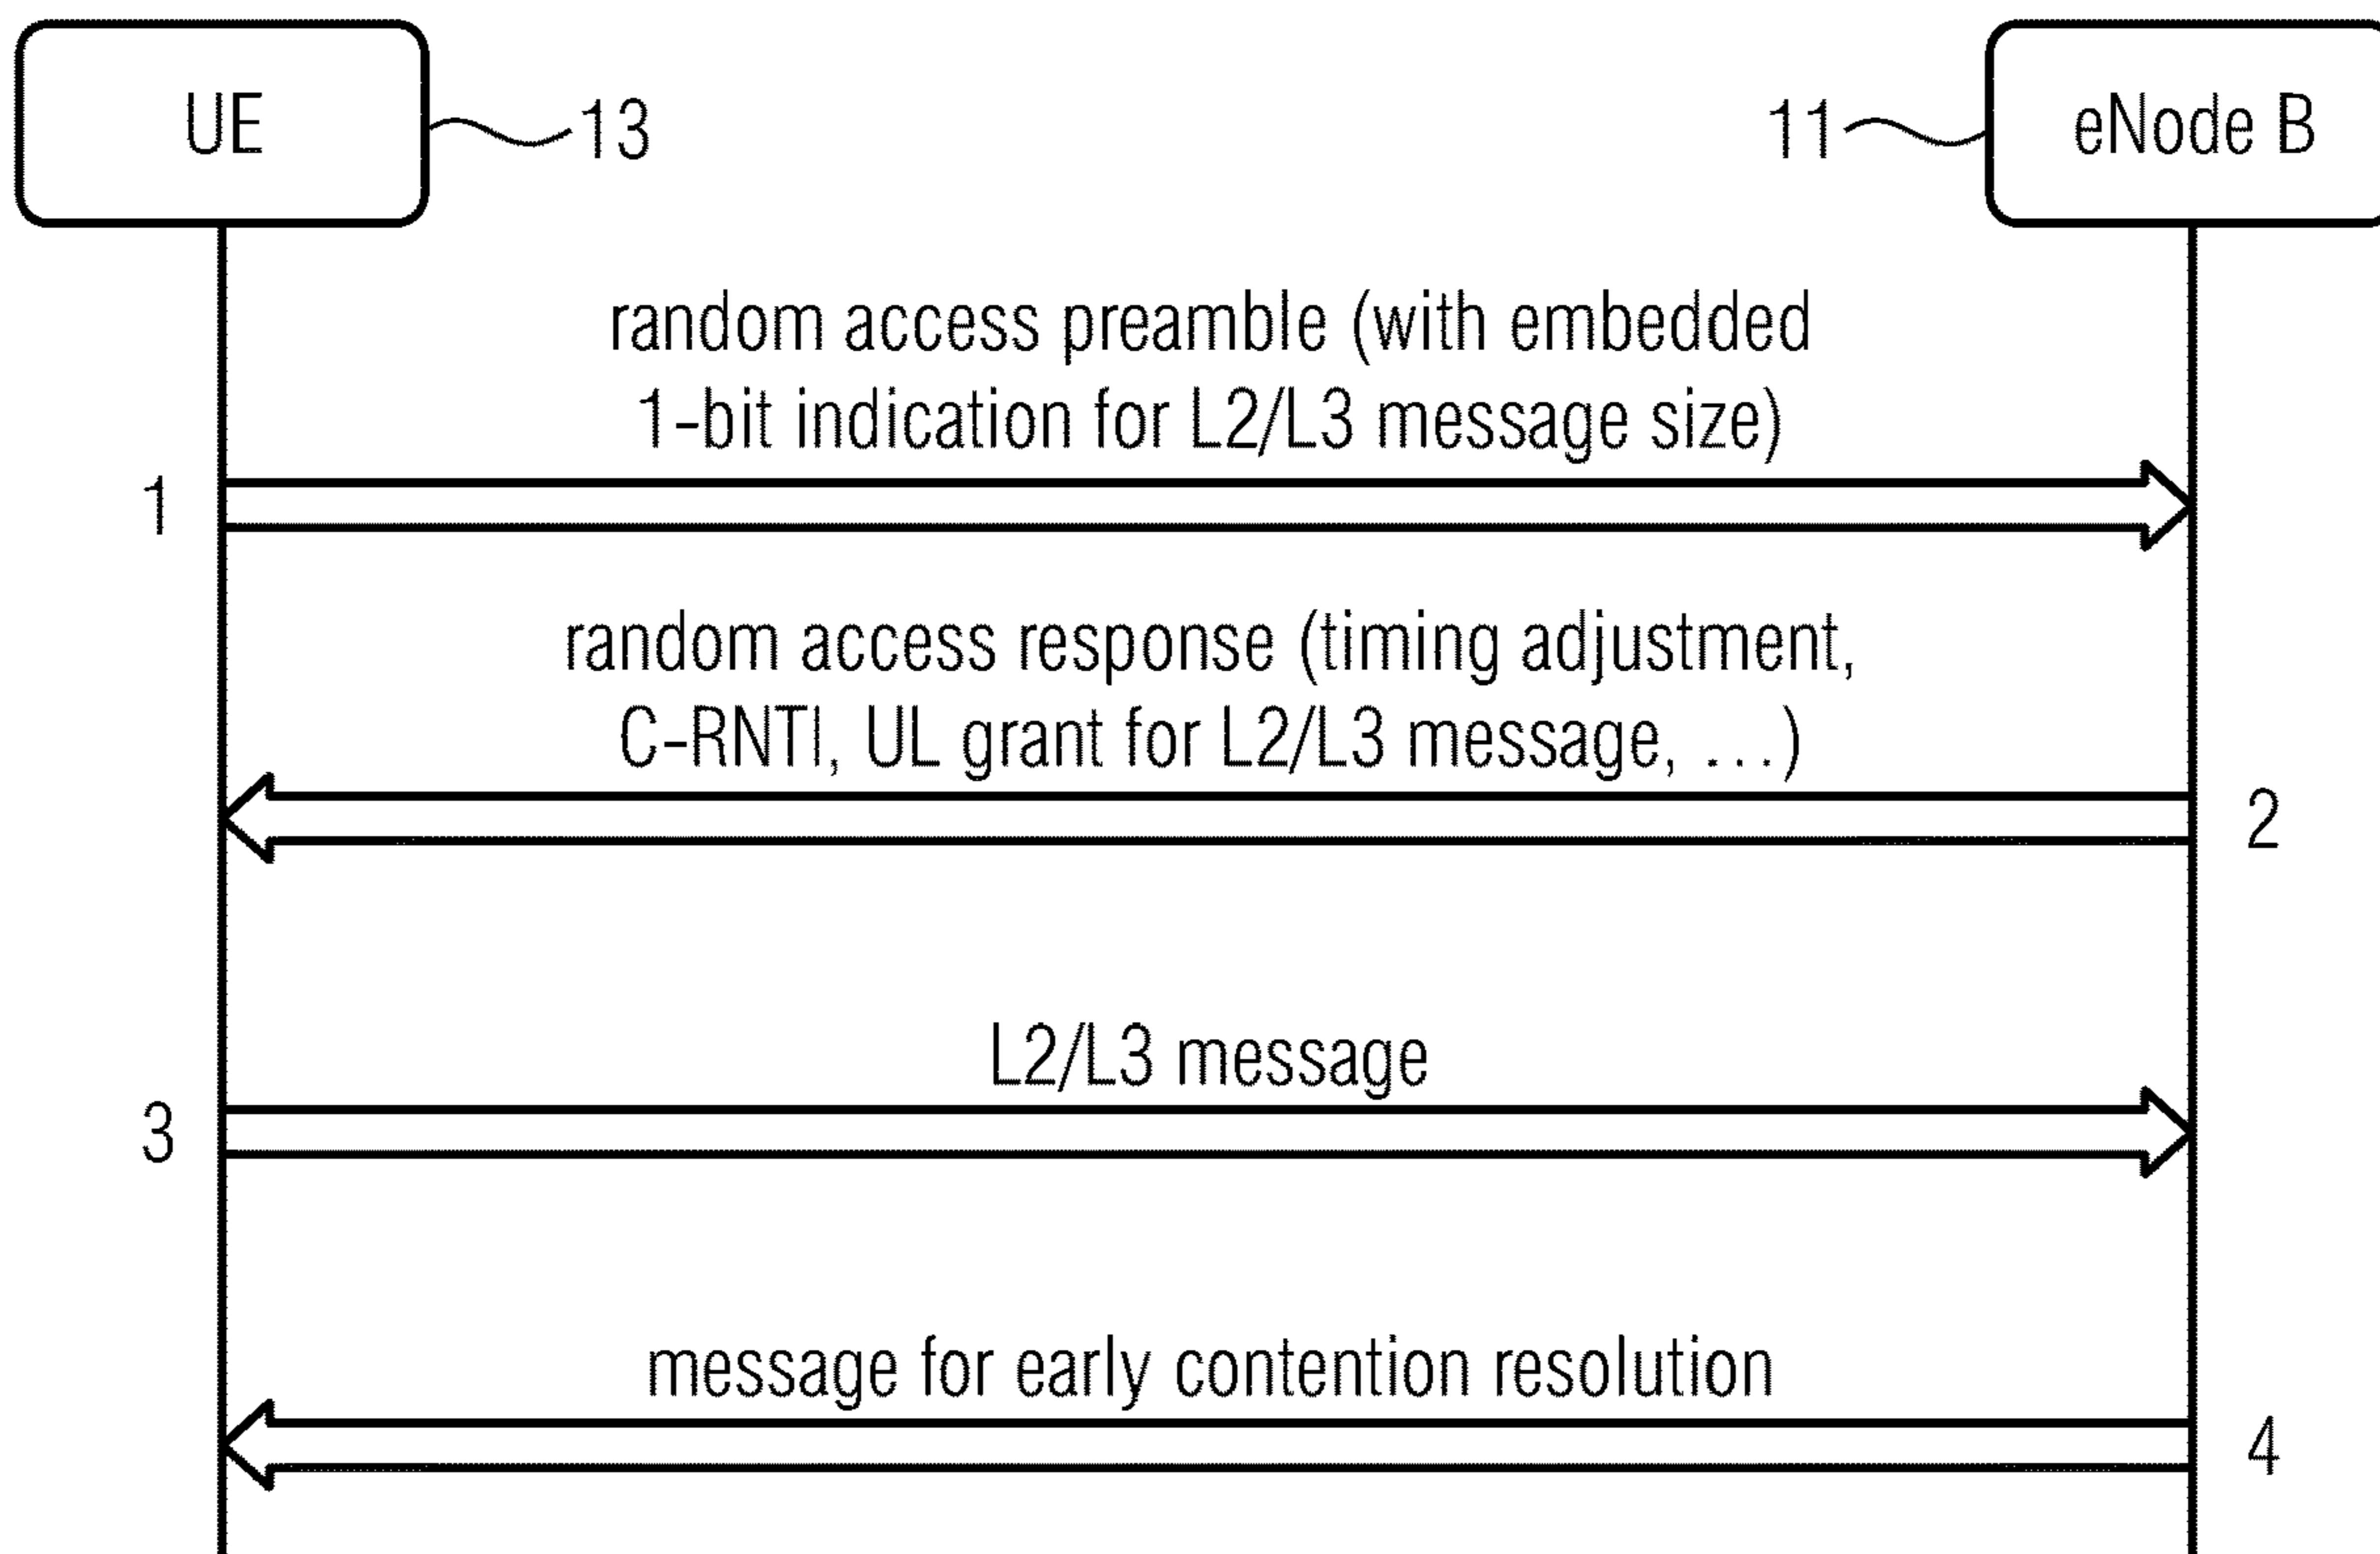 UE
13
11
eNode B
random access preamble (with embedded
1-bit indication for L2/L3 message size)
1
random access response (timing adjustment,
C-RNTI, UL grant for L2/L3 message, ...)
2
L2/L3 message
3
message for early contention resolution
4